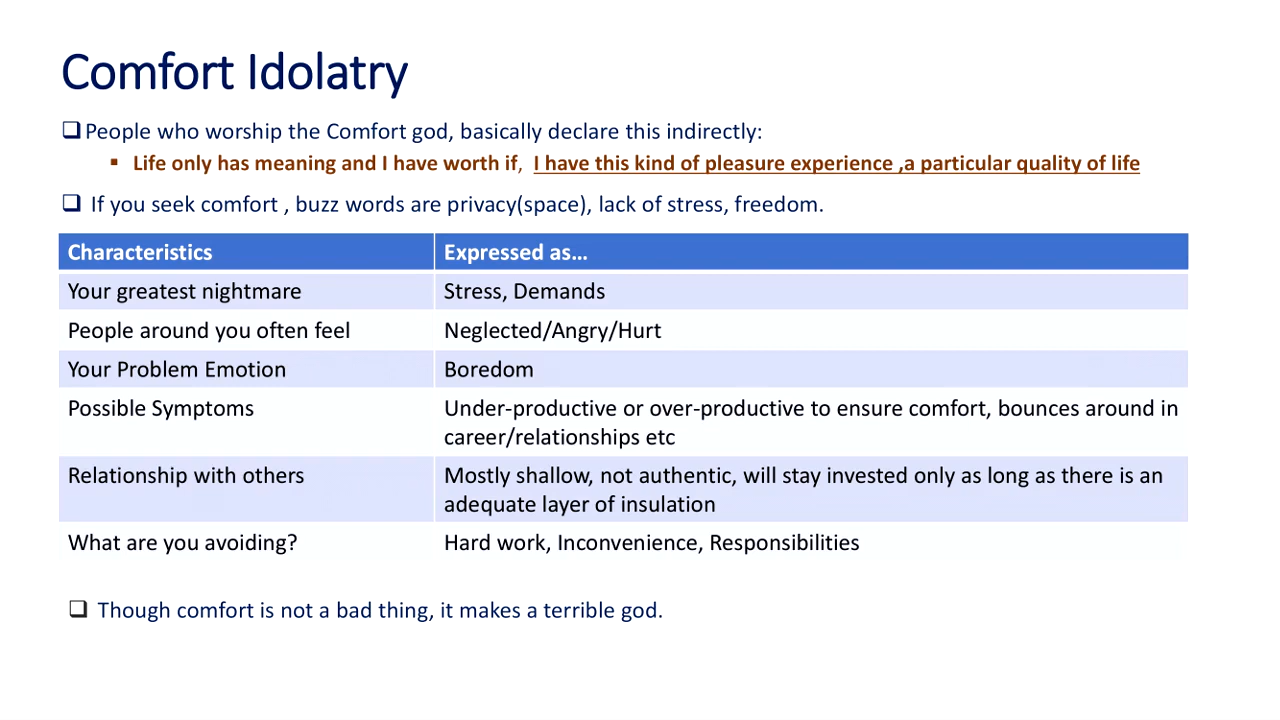 Comfort Idolatry
❑ People who worship the Comfort god, basically declare this indirectly:
▪ Life only has meaning and I have worth if, I have this kind of pleasure experience ,a particular quality of life
❑ If you seek comfort , buzz words are privacy(space), lack of stress, freedom.
Characteristics Expressed as…
Your greatest nightmare Stress, Demands
People around you often feel Neglected/Angry/Hurt
Your Problem Emotion Boredom
Possible Symptoms Under-productive or over-productive to ensure comfort, bounces around in
career/relationships etc
Relationship with others Mostly shallow, not authentic, will stay invested only as long as there is an
adequate layer of insulation
What are you avoiding? Hard work, Inconvenience, Responsibilities
❑ Though comfort is not a bad thing, it makes a terrible god.